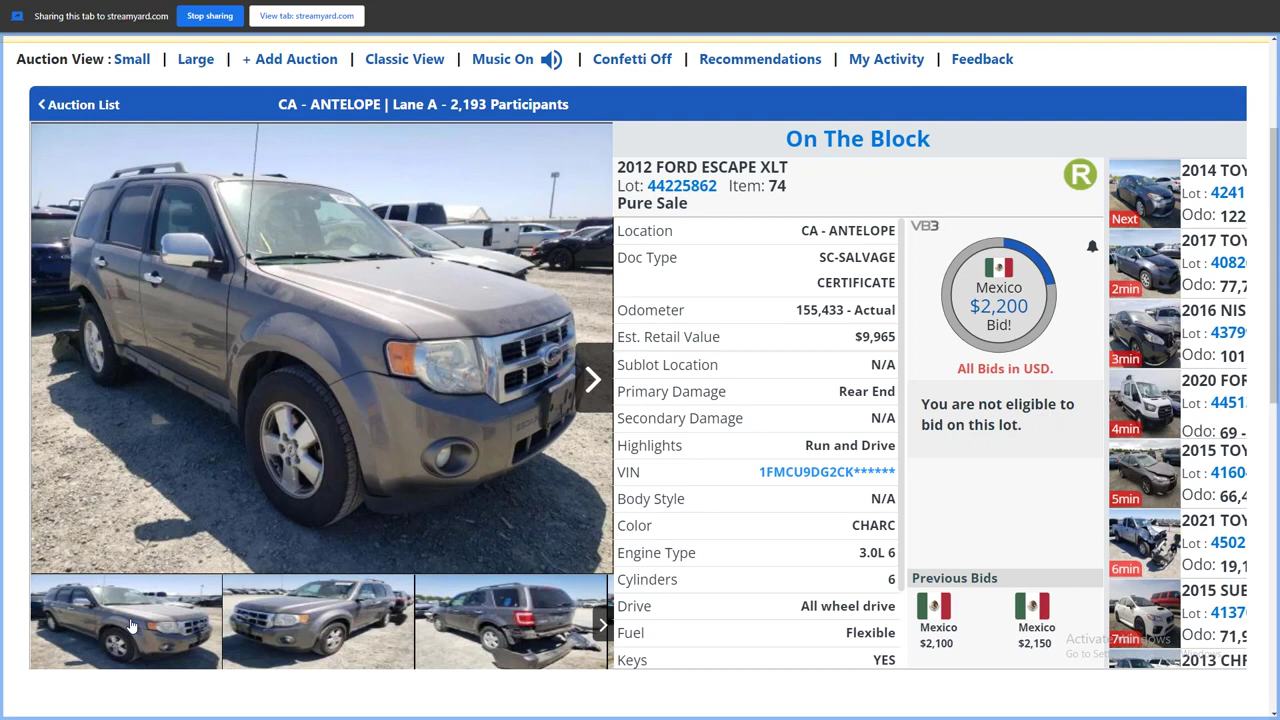 Sharing this tab to streamyard.com Stop sharing View tab: streamyard.com
Auction View : Small | Large | + Add Auction | Classic View | Music On | Confetti Off | Recommendations | My Activity | Feedback
Auction List CA - ANTELOPE | Lane A - 2,193 Participants
On The Block
2012 FORD ESCAPE XLT
Lot: 44225862 Item: 74
Pure Sale
R
Location CA - ANTELOPE
Doc Type SC-SALVAGE
CERTIFICATE
Odometer 155,433 - Actual
Est. Retail Value $9,965
Sublot Location N/A
Primary Damage Rear End
Secondary Damage N/A
Highlights Run and Drive
VIN 1FMCU9DG2CK******
Body Style N/A
Color CHARC
Engine Type 3.0L 6
Cylinders 6
Drive All wheel drive
Fuel Flexible
Keys YES
VB3
Mexico
$2,200
Bid!
All Bids in USD.
You are not eligible to
bid on this lot.
Previous Bids
Mexico
$2,100
Mexico
$2,150
2014 TOY
Lot : 4241
Next Odo: 122
2017 TOY
Lot : 4082
2min Odo: 77,7
2016 NIS
Lot : 4379
3min Odo: 101
2020 FOR
Lot : 4451
4min Odo: 69 -
2015 TOY
Lot : 4160
5min Odo: 66,4
2021 TOY
Lot : 4502
6min Odo: 19,1
2015 SUB
Lot : 4137
7min Odo: 71,9
2013 CHR
Activate Windows
Go to Se